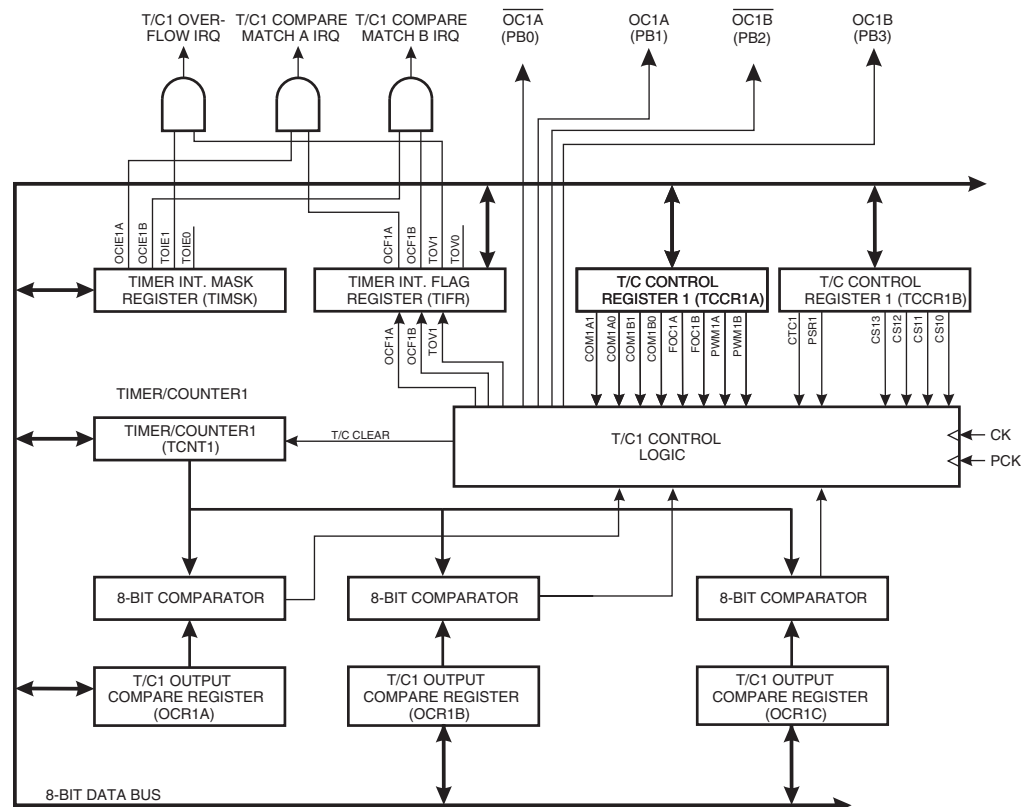 T/C1 OVER-
FLOW IRQ
T/C1 COMPARE
MATCH A IRQ
T/C1 COMPARE
MATCH B IRQ
OC1A
(PB0)
OC1A
(PB1)
OC1B
(PB2)
OC1B
(PB3)
OCIE1A
OCIE1B
TOIE1
TOIE0
OCF1A
OCF1B
TOV1
TOV0
TIMER INT. MASK
REGISTER (TIMSK)
TIMER INT. FLAG
REGISTER (TIFR)
T/C CONTROL
REGISTER 1 (TCCR1A)
T/C CONTROL
REGISTER 1 (TCCR1B)
OCF1A
OCF1B
TOV1
COM1A1
COM1A0
COM1B1
COM1B0
FOC1A
FOC1B
PWM1A
PWM1B
CTC1
PSR1
CS13
CS12
CS11
CS10
TIMER/COUNTER1
TIMER/COUNTER1
(TCNT1)
T/C CLEAR
T/C1 CONTROL
LOGIC
CK
PCK
8-BIT COMPARATOR
8-BIT COMPARATOR
8-BIT COMPARATOR
T/C1 OUTPUT
COMPARE REGISTER
(OCR1A)
T/C1 OUTPUT
COMPARE REGISTER
(OCR1B)
T/C1 OUTPUT
COMPARE REGISTER
(OCR1C)
8-BIT DATA BUS